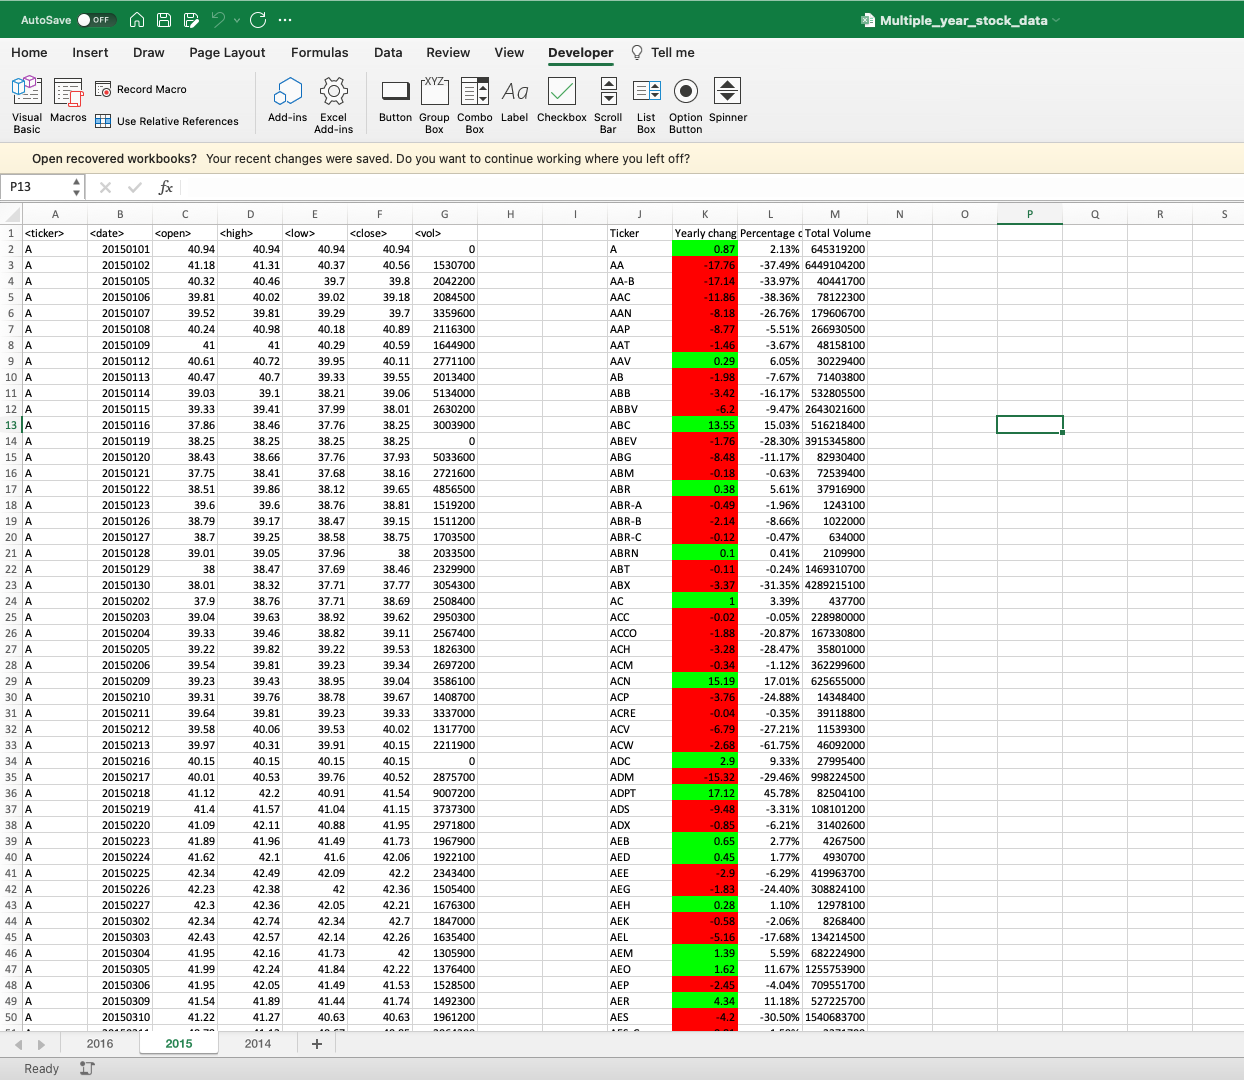 AutoSave OFF Multiple_year_stock_data
Home Insert Draw Page Layout Formulas Data Review View Developer Tell me
Visual Basic Macros Record Macro Use Relative References Add-ins Excel Add-ins Button Group Box Combo Box Label Checkbox Scroll Bar List Box Option Button Spinner
Open recovered workbooks? Your recent changes were saved. Do you want to continue working where you left off?
P13 fx
A B C D E F G H I J K L M N O P Q R S
1 <ticker> <date> <open> <high> <low> <close> <vol> Ticker Yearly chang Percentage c Total Volume
2 A 20150101 40.94 40.94 40.94 40.94 0 A 0.87 2.13% 645319200
3 A 20150102 41.18 41.31 40.37 40.56 1530700 AA -17.76 -37.49% 6449104200
4 A 20150105 40.32 40.46 39.7 39.8 2042200 AA-B -17.14 -33.97% 40441700
5 A 20150106 39.81 40.02 39.02 39.18 2084500 AAC -11.86 -38.36% 78122300
6 A 20150107 39.52 39.81 39.29 39.7 3359600 AAN -8.18 -26.76% 179606700
7 A 20150108 40.24 40.98 40.18 40.89 2116300 AAP -8.77 -5.51% 266930500
8 A 20150109 41 41 40.29 40.59 1644900 AAT -1.46 -3.67% 48158100
9 A 20150112 40.61 40.72 39.95 40.11 2771100 AAV 0.29 6.05% 30229400
10 A 20150113 40.47 40.7 39.33 39.55 2013400 AB -1.98 -7.67% 71403800
11 A 20150114 39.03 39.1 38.21 39.06 5134000 ABB -3.42 -16.17% 532805500
12 A 20150115 39.33 39.41 37.99 38.01 2630200 ABBV -6.2 -9.47% 2643021600
13 A 20150116 37.86 38.46 37.76 38.25 3003900 ABC 13.55 15.03% 516218400
14 A 20150119 38.25 38.25 38.25 38.25 0 ABEV -1.76 -28.30% 3915345800
15 A 20150120 38.43 38.66 37.76 37.93 5033600 ABG -8.48 -11.17% 82930400
16 A 20150121 37.75 38.41 37.68 38.16 2721600 ABM -0.18 -0.63% 72539400
17 A 20150122 38.51 39.86 38.12 39.65 4856500 ABR 0.38 5.61% 37916900
18 A 20150123 39.6 39.6 38.76 38.81 1519200 ABR-A -0.49 -1.96% 1243100
19 A 20150126 38.79 39.17 38.47 39.15 1511200 ABR-B -2.14 -8.66% 1022000
20 A 20150127 38.7 39.25 38.58 38.75 1703500 ABR-C -0.12 -0.47% 634000
21 A 20150128 39.01 39.05 37.96 38 2033500 ABRN 0.1 0.41% 2109900
22 A 20150129 38 38.47 37.69 38.46 2329900 ABT -0.11 -0.24% 1469310700
23 A 20150130 38.01 38.32 37.71 37.77 3054300 ABX -3.37 -31.35% 4289215100
24 A 20150202 37.9 38.76 37.71 38.69 2508400 AC 1 3.39% 437700
25 A 20150203 39.04 39.63 38.92 39.62 2950300 ACC -0.02 -0.05% 228980000
26 A 20150204 39.33 39.46 38.82 39.11 2567400 ACCO -1.88 -20.87% 167330800
27 A 20150205 39.22 39.82 39.22 39.53 1826300 ACH -3.28 -28.47% 35801000
28 A 20150206 39.54 39.81 39.23 39.34 2697200 ACM -0.34 -1.12% 362299600
29 A 20150209 39.23 39.43 38.95 39.04 3586100 ACN 15.19 17.01% 625655000
30 A 20150210 39.31 39.76 38.78 39.67 1408700 ACP -3.76 -24.88% 14348400
31 A 20150211 39.64 39.81 39.23 39.33 3337000 ACRE -0.04 -0.35% 39118800
32 A 20150212 39.58 40.06 39.53 40.02 1317700 ACV -6.79 -27.21% 11539300
33 A 20150213 39.97 40.31 39.91 40.15 2211900 ACW -2.68 -61.75% 46092000
34 A 20150216 40.15 40.15 40.15 40.15 0 ADC 2.9 9.33% 27995400
35 A 20150217 40.01 40.53 39.76 40.52 2875700 ADM -15.32 -29.46% 998224500
36 A 20150218 41.12 42.2 40.91 41.54 9007200 ADPT 17.12 45.78% 82504100
37 A 20150219 41.4 41.57 41.04 41.15 3737300 ADS -9.48 -3.31% 108101200
38 A 20150220 41.09 42.11 40.88 41.95 2971800 ADX -0.85 -6.21% 31402600
39 A 20150223 41.89 41.96 41.49 41.73 1967900 AEB 0.65 2.77% 4267500
40 A 20150224 41.62 42.1 41.6 42.06 1922100 AED 0.45 1.77% 4930700
41 A 20150225 42.34 42.49 42.09 42.2 2343400 AEE -2.9 -6.29% 419963700
42 A 20150226 42.23 42.38 42 42.36 1505400 AEG -1.83 -24.40% 308824100
43 A 20150227 42.3 42.36 42.05 42.21 1676300 AEH 0.28 1.10% 12978100
44 A 20150302 42.34 42.74 42.34 42.7 1847000 AEK -0.58 -2.06% 8268400
45 A 20150303 42.43 42.57 42.14 42.26 1635400 AEL -5.16 -17.68% 134214500
46 A 20150304 41.95 42.16 41.73 42 1305900 AEM 1.39 5.59% 682224900
47 A 20150305 41.99 42.24 41.84 42.22 1376400 AEO 1.62 11.67% 1255753900
48 A 20150306 41.95 42.05 41.49 41.53 1528500 AEP -2.45 -4.04% 709551700
49 A 20150309 41.54 41.89 41.44 41.74 1492300 AER 4.34 11.18% 527225700
50 A 20150310 41.22 41.27 40.63 40.63 1961200 AES -4.2 -30.50% 1540683700
2016 2015 2014 +
Ready